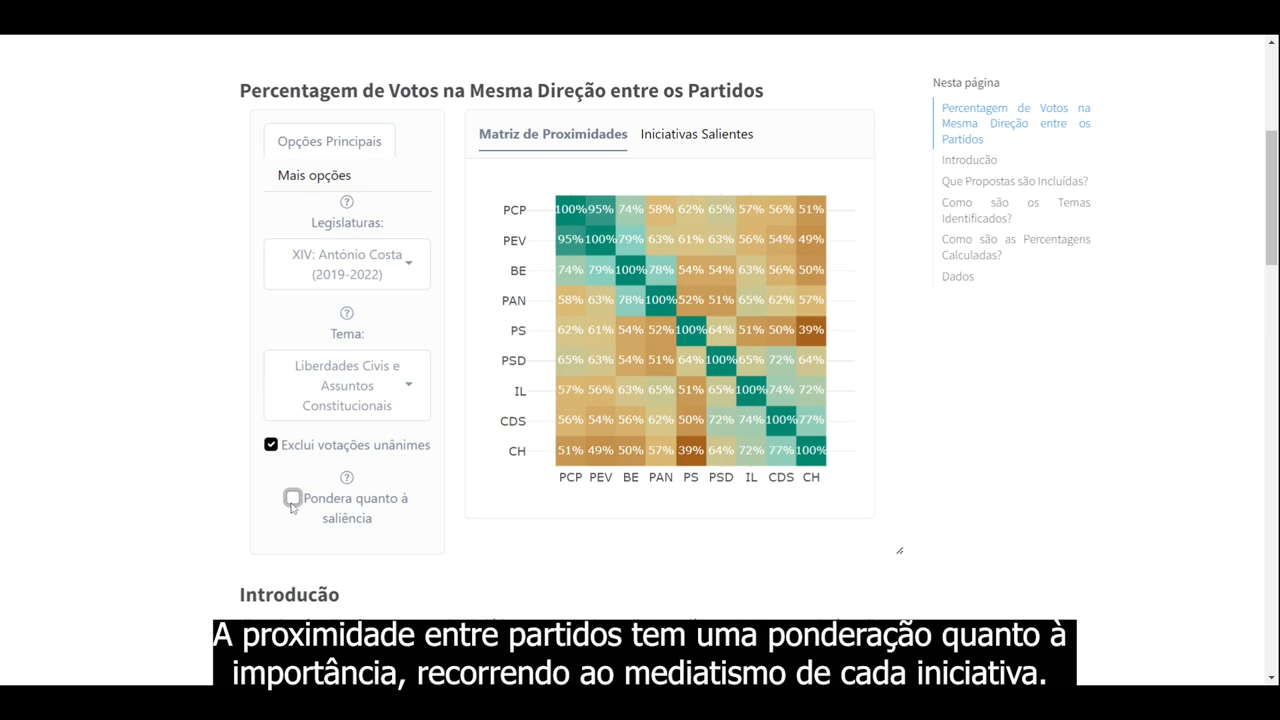 Percentagem de Votos na Mesma Direção entre os Partidos
Opções Principais
Mais opções
Legislaturas:
XIV: António Costa
(2019-2022)
Tema:
Liberdades Civis e
Assuntos
Constitucionais
Exclui votações unânimes
Pondera quanto à
saliência
Matriz de Proximidades Iniciativas Salientes
PCP 100% 95% 74% 58% 62% 65% 57% 56% 51%
PEV 95% 100% 79% 63% 61% 63% 56% 54% 49%
BE 74% 79% 100% 78% 54% 54% 63% 56% 50%
PAN 58% 63% 78% 100% 52% 51% 65% 62% 57%
PS 62% 61% 54% 52% 100% 64% 51% 50% 39%
PSD 65% 63% 54% 51% 64% 100% 65% 72% 64%
IL 57% 56% 63% 65% 51% 65% 100% 74% 72%
CDS 56% 54% 56% 62% 50% 72% 74% 100% 77%
CH 51% 49% 50% 57% 39% 64% 72% 77% 100%
PCP PEV BE PAN PS PSD IL CDS CH
Nesta página
Percentagem de Votos na
Mesma Direção entre os
Partidos
Introdução
Que Propostas são Incluídas?
Como são os Temas
Identificados?
Como são as Percentagens
Calculadas?
Dados
Introdução
A proximidade entre partidos tem uma ponderação quanto à
importância, recorrendo ao mediatismo de cada iniciativa.